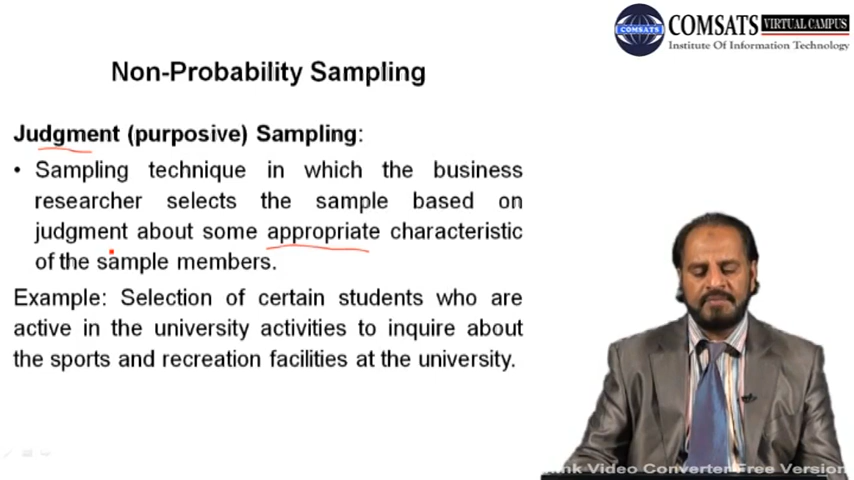 COMSATS
COMSATS VIRTUAL CAMPUS
Institute Of Information Technology
Non-Probability Sampling
Judgment (purposive) Sampling:
• Sampling technique in which the business
researcher selects the sample based on
judgment about some appropriate characteristic
of the sample members.
Example: Selection of certain students who are
active in the university activities to inquire about
the sports and recreation facilities at the university.
Video Converter Free Version